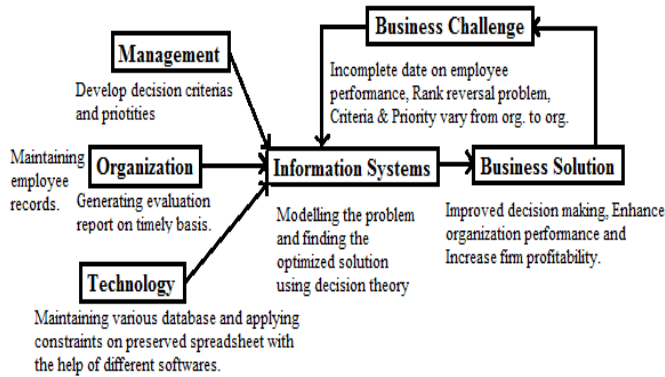 Business Challenge
Incomplete date on employee
performance, Rank reversal problem,
Criteria & Priority vary from org. to org.
Management
Develop decision criterias
and priotities
Maintaining
employee
records.
Organization
Generating evaluation
report on timely basis.
Information Systems
Modelling the problem
and finding the
optimized solution
using decision theory
Business Solution
Improved decision making, Enhance
organization performance and
Increase firm profitability.
Technology
Maintaining various database and applying
constraints on preserved spreadsheet with
the help of different softwares.